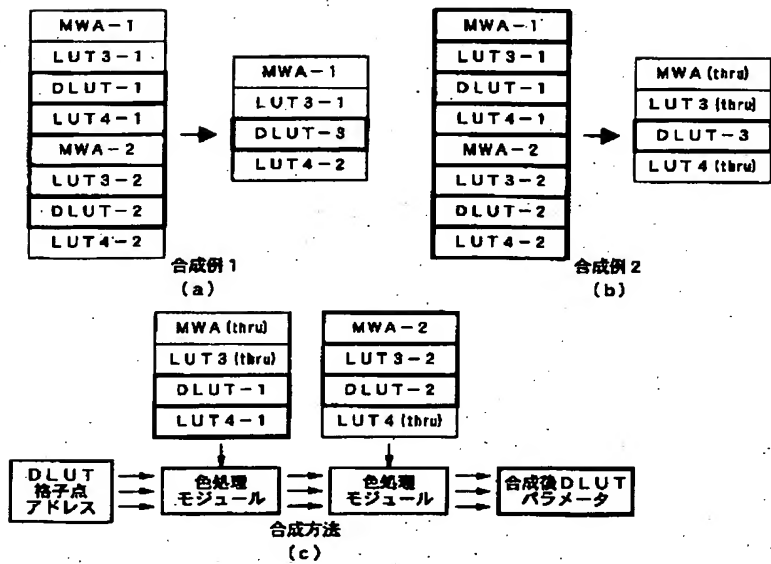 MWA-1
LUT3-1
DLUT-1
LUT4-1
MWA-2
LUT3-2
DLUT-2
LUT4-2
MWA-1
LUT3-1
DLUT-3
LUT4-2
合成例1
(a)
MWA-1
LUT3-1
DLUT-1
LUT4-1
MWA-2
LUT3-2
DLUT-2
LUT4-2
MWA(thru)
LUT3(thru)
DLUT-3
LUT4(thru)
合成例2
(b)
MWA(thru)
LUT3(thru)
DLUT-1
LUT4-1
MWA-2
LUT3-2
DLUT-2
LUT4(thru)
DLUT
格子点
アドレス
色処理
モジュール
色処理
モジュール
合成後DLUT
パラメータ
合成方法
(c)